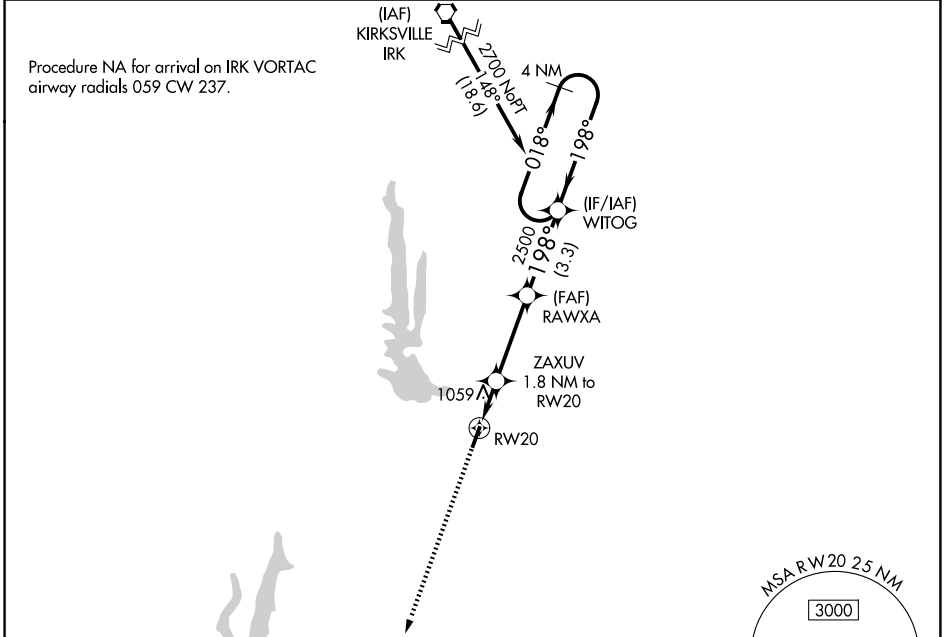 (IAF)
KIRKSVILLE
IRK
Procedure NA for arrival on IRK VORTAC
airway radials 059 CW 237.
2700 NoPT
148°
(18.6)
4 NM
018°
198°
(IF/IAF)
WITOG
2500
198°
(3.3)
(FAF)
RAWXA
ZAXUV
1.8 NM to
RW20
1059
RW20
MSA RW20 25 NM
3000